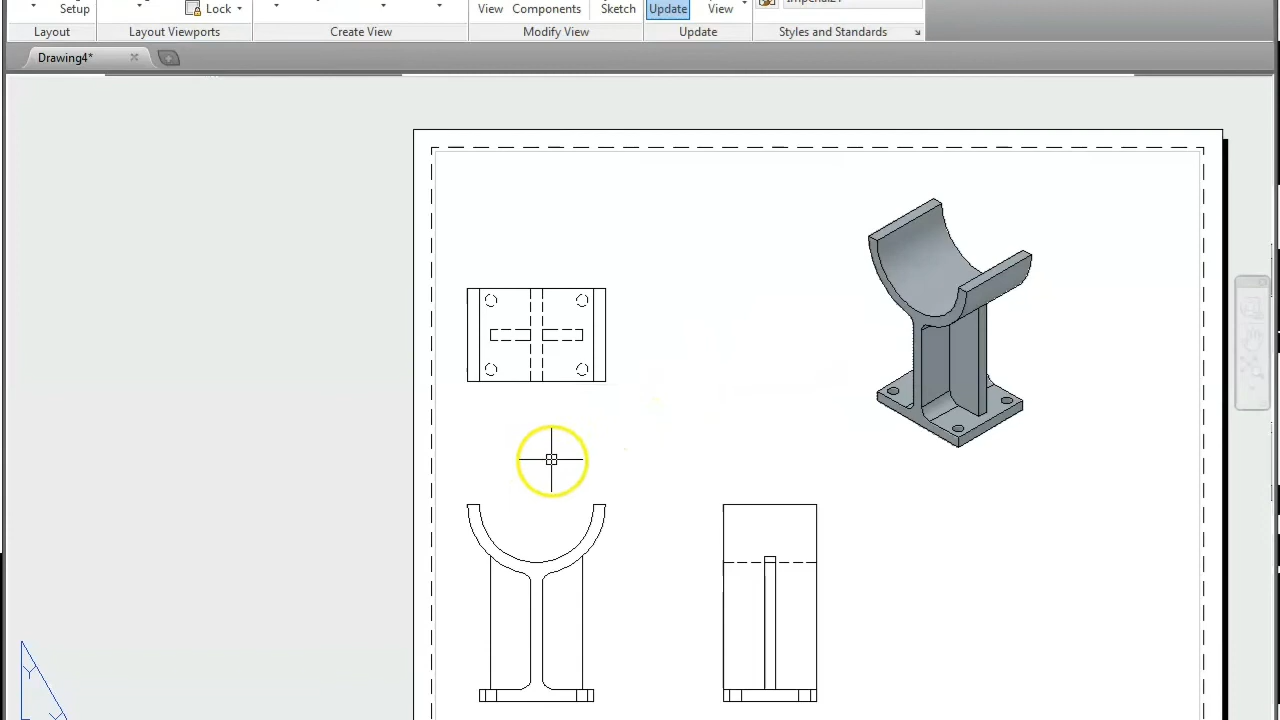 Setup
Lock
View
Components
Sketch
Update
View
Layout
Layout Viewports
Create View
Modify View
Update
Styles and Standards
Drawing4*
Y